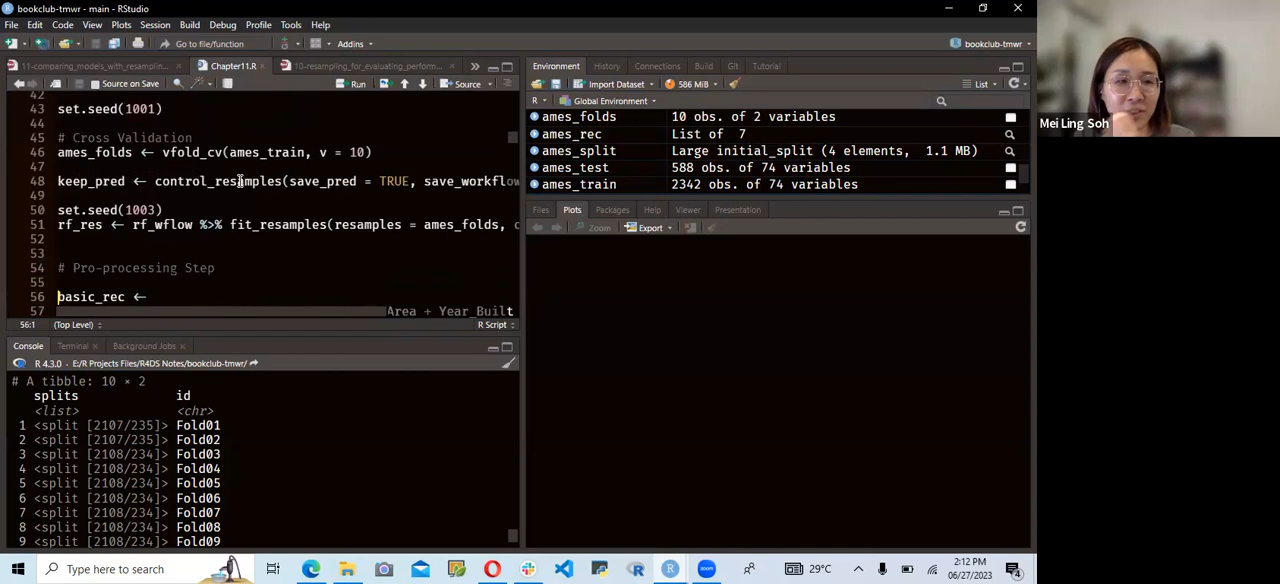 bookclub-tmwr - main - RStudio
File Edit Code View Plots Session Build Debug Profile Tools Help
Go to file/function Addins bookclub-tmwr
11-comparing_models_with_resamplin... Chapter11.R 10-resampling_for_evaluating_perform...
Source on Save Run Source
42
43 set.seed(1001)
44
45 # Cross Validation
46 ames_folds ← vfold_cv(ames_train, v = 10)
47
48 keep_pred ← control_resamples(save_pred = TRUE, save_workflow
49
50 set.seed(1003)
51 rf_res ← rf_wflow %>% fit_resamples(resamples = ames_folds, c
52
53
54 # Pro-processing Step
55
56 basic_rec ←
57 Area + Year_Built
56:1 (Top Level) R Script
Console Terminal Background Jobs
R 4.3.0 · E:/R Projects Files/R4DS Notes/bookclub-tmwr/
# A tibble: 10 × 2
splits id
<list> <chr>
1 <split [2107/235]> Fold01
2 <split [2107/235]> Fold02
3 <split [2108/234]> Fold03
4 <split [2108/234]> Fold04
5 <split [2108/234]> Fold05
6 <split [2108/234]> Fold06
7 <split [2108/234]> Fold07
8 <split [2108/234]> Fold08
9 <split [2108/234]> Fold09
Environment History Connections Build Git Tutorial
Import Dataset 586 MiB List
R Global Environment
ames_folds 10 obs. of 2 variables
ames_rec List of 7
ames_split Large initial_split (4 elements, 1.1 MB)
ames_test 588 obs. of 74 variables
ames_train 2342 obs. of 74 variables
Files Plots Packages Help Viewer Presentation
Zoom Export
Mei Ling Soh
Type here to search
zoom
29°C
2:12 PM
06/27/2023
4